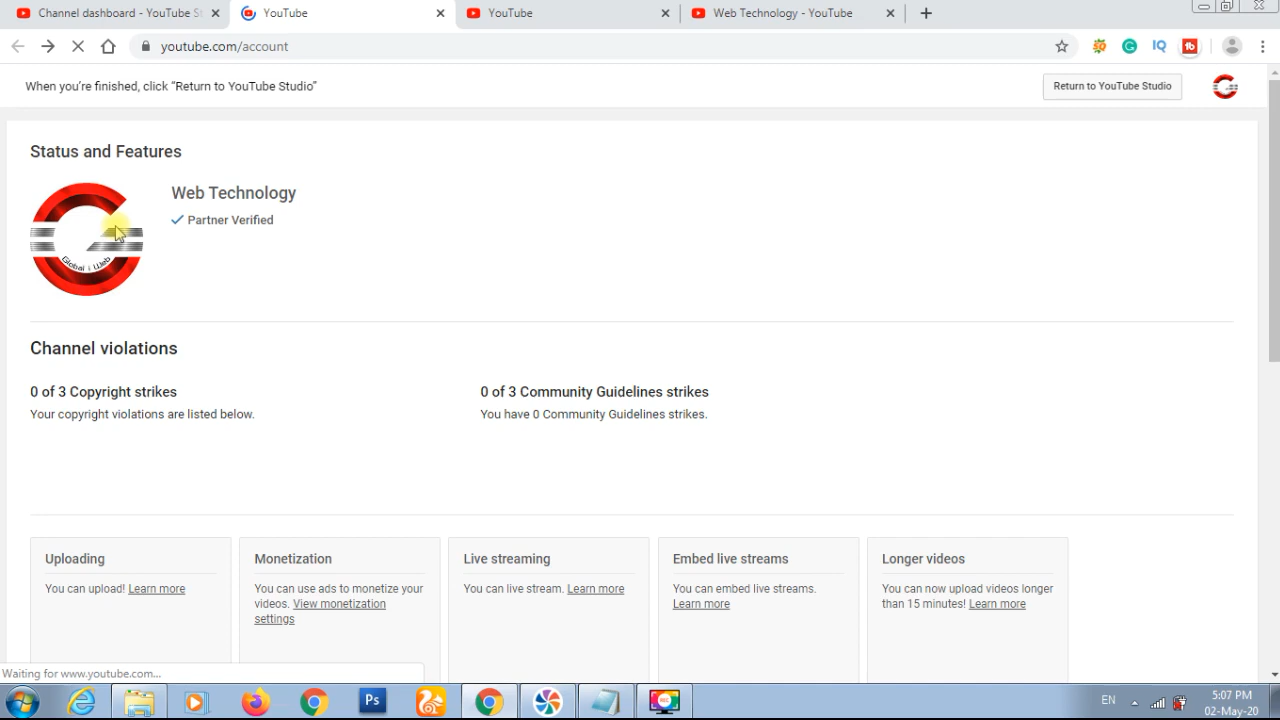 Channel dashboard - YouTube St
YouTube
YouTube
Web Technology - YouTube
youtube.com/account
When you're finished, click "Return to YouTube Studio"
Return to YouTube Studio
Status and Features
Web Technology
Partner Verified
Global i Web
Channel violations
0 of 3 Copyright strikes
Your copyright violations are listed below.
0 of 3 Community Guidelines strikes
You have 0 Community Guidelines strikes.
Uploading
You can upload! Learn more
Monetization
You can use ads to monetize your
videos. View monetization
settings
Live streaming
You can live stream. Learn more
Embed live streams
You can embed live streams.
Learn more
Longer videos
You can now upload videos longer
than 15 minutes! Learn more
Waiting for www.youtube.com...
Ps
REC
EN
5:07 PM
02-May-20